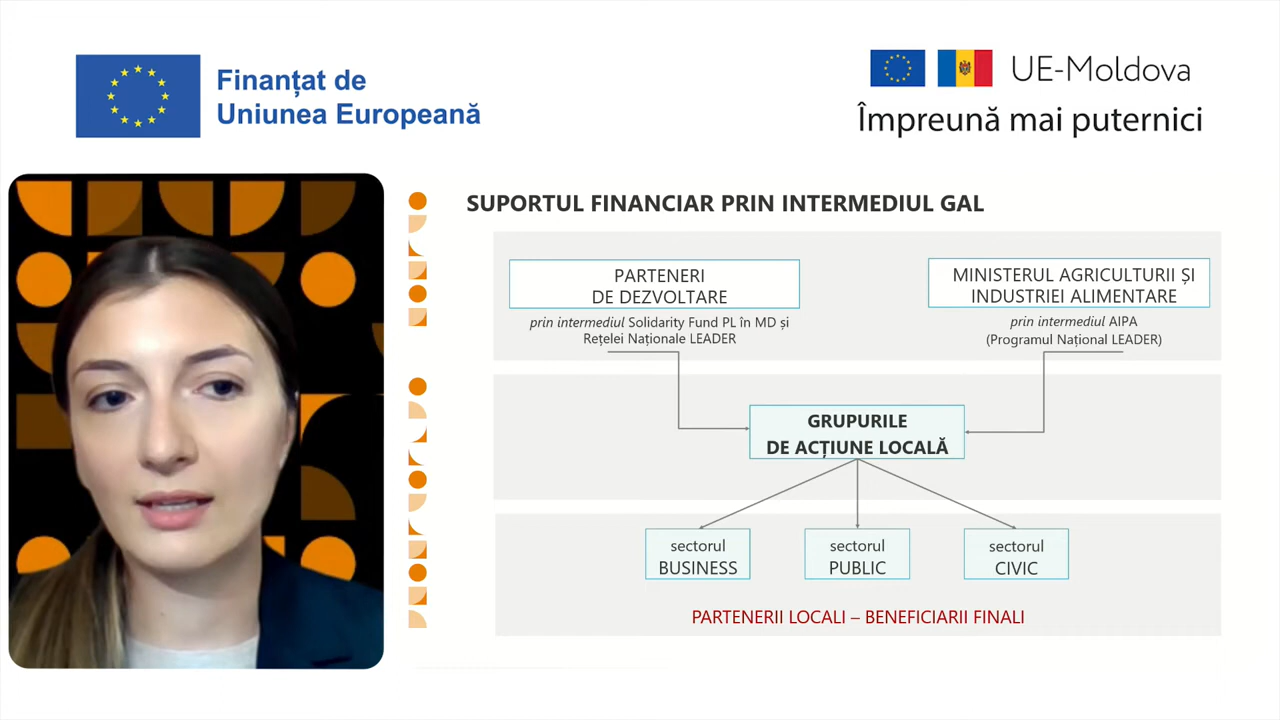 Finanțat de
Uniunea Europeană
UE-Moldova
Împreună mai puternici
SUPORTUL FINANCIAR PRIN INTERMEDIUL GAL
PARTENERI
DE DEZVOLTARE
prin intermediul Solidarity Fund PL în MD și
Rețelei Naționale LEADER
MINISTERUL AGRICULTURII ȘI
INDUSTRIEI ALIMENTARE
prin intermediul AIPA
(Programul Național LEADER)
GRUPURILE
DE ACȚIUNE LOCALĂ
sectorul
BUSINESS
sectorul
PUBLIC
sectorul
CIVIC
PARTENERII LOCALI – BENEFICIARII FINALI